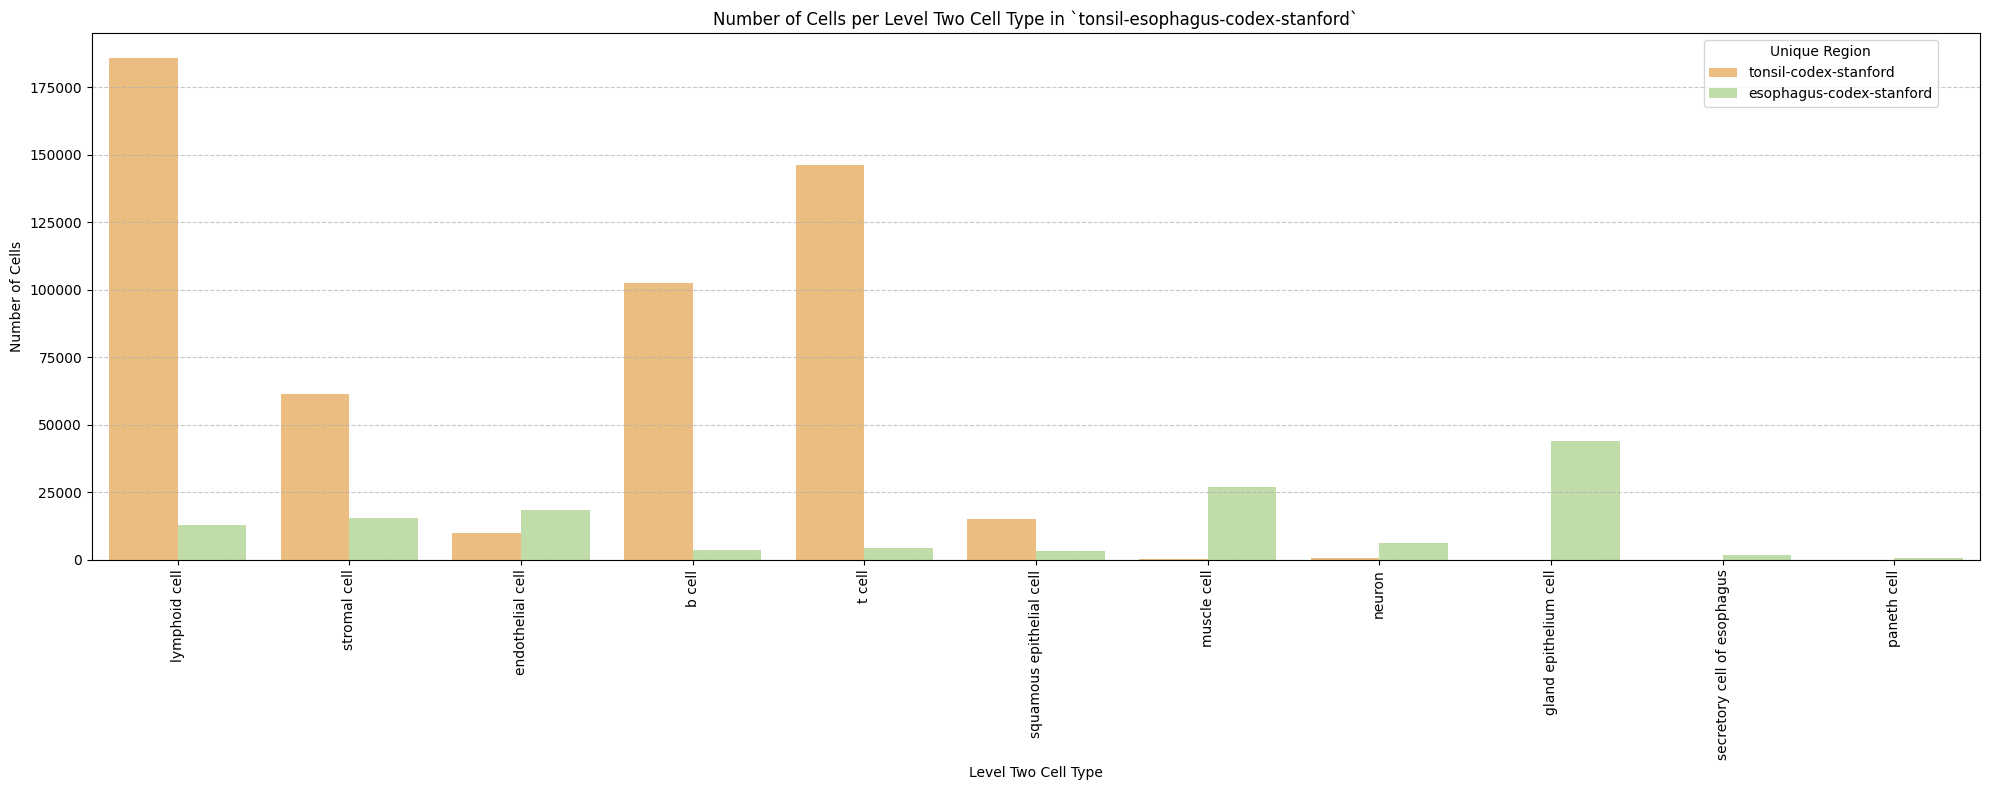 Number of Cells per Level Two Cell Type in `tonsil-esophagus-codex-stanford`
Unique Region
tonsil-codex-stanford
esophagus-codex-stanford
Number of Cells
175000
150000
125000
100000
75000
50000
25000
0
lymphoid cell
stromal cell
endothelial cell
b cell
t cell
squamous epithelial cell
muscle cell
neuron
gland epithelium cell
secretory cell of esophagus
paneth cell
Level Two Cell Type